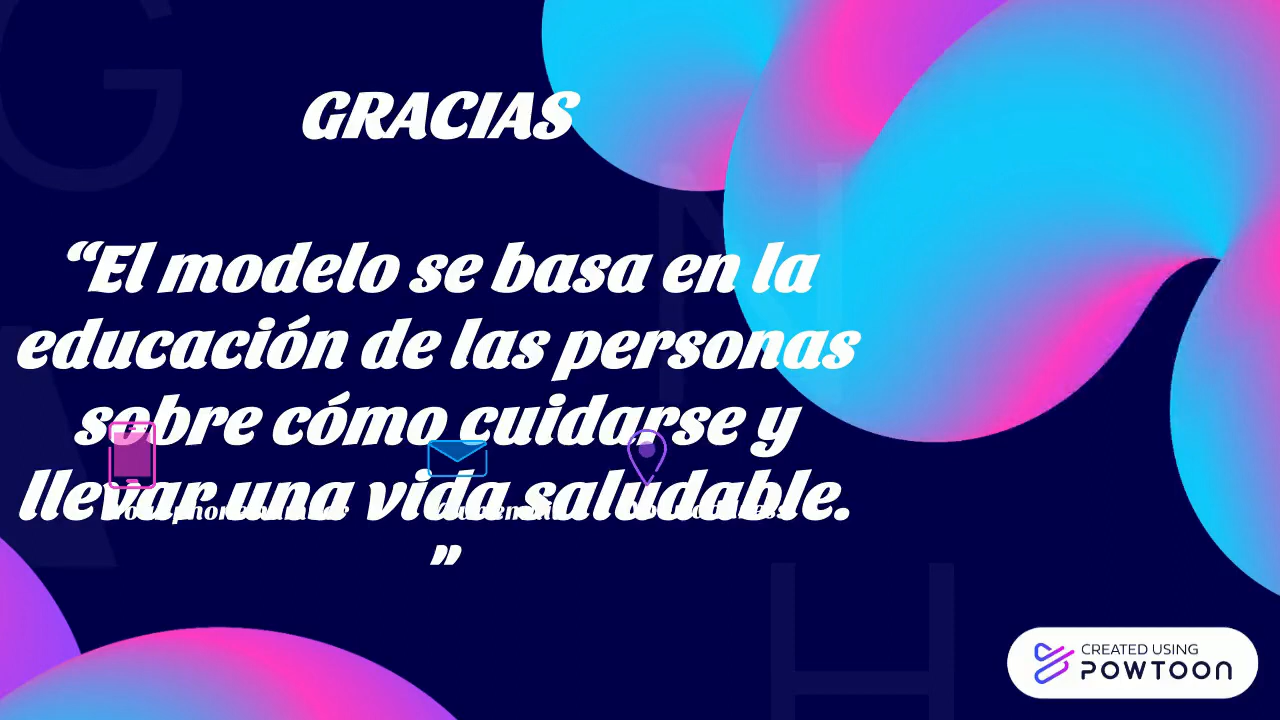 GRACIAS
“El modelo se basa en la
educación de las personas
sobre cómo cuidarse y
llevar una vida saludable.
”
CREATED USING
POWTOON